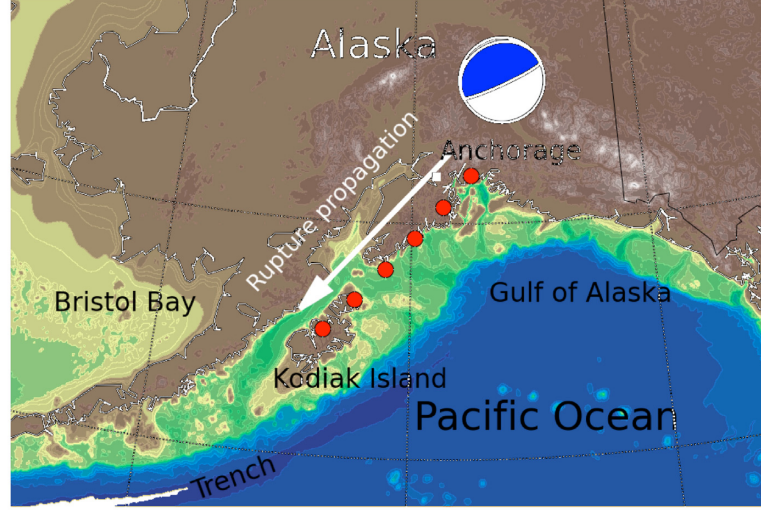 Alaska
Anchorage
Rupture propagation
Bristol Bay
Gulf of Alaska
Kodiak Island
Pacific Ocean
Trench